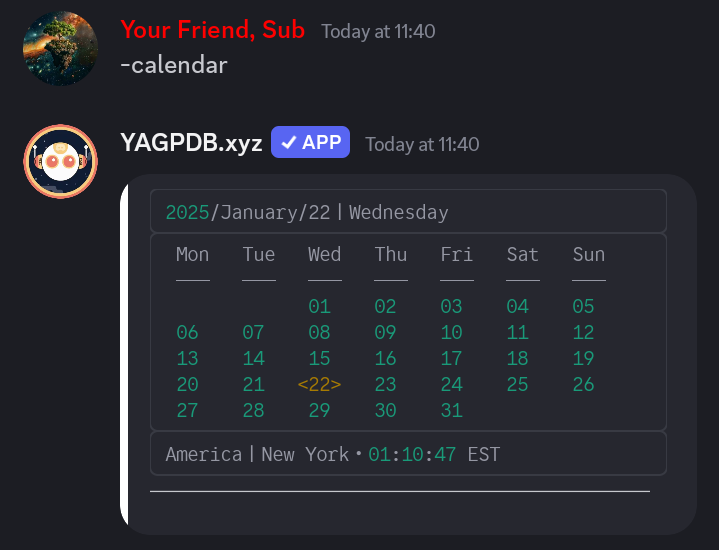 Your Friend, Sub Today at 11:40
-calendar
YAGPDB.xyz ✓ APP Today at 11:40
2025/January/22 | Wednesday
Mon Tue Wed Thu Fri Sat Sun
01 02 03 04 05
06 07 08 09 10 11 12
13 14 15 16 17 18 19
20 21 <22> 23 24 25 26
27 28 29 30 31
America | New York • 01:10:47 EST